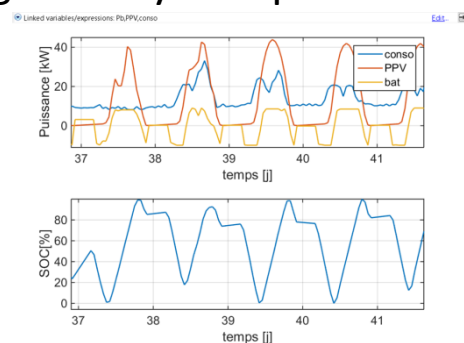 Linked variables/expressions: Pb,PPV,conso Edit...
Puissance [kW]
40
20
0
conso
PPV
bat
37 38 39 40 41
temps [j]
SOC[%]
80
60
40
20
0
37 38 39 40 41
temps [j]